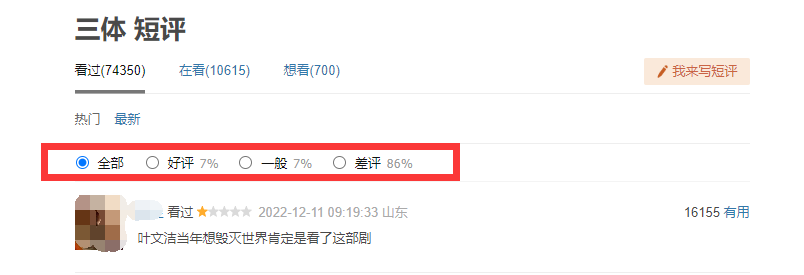 三体 短评
看过(74350) 在看(10615) 想看(700) 我来写短评
热门 最新
全部 好评 7% 一般 7% 差评 86%
看过 2022-12-11 09:19:33 山东 16155 有用
叶文洁当年想毁灭世界肯定是看了这部剧